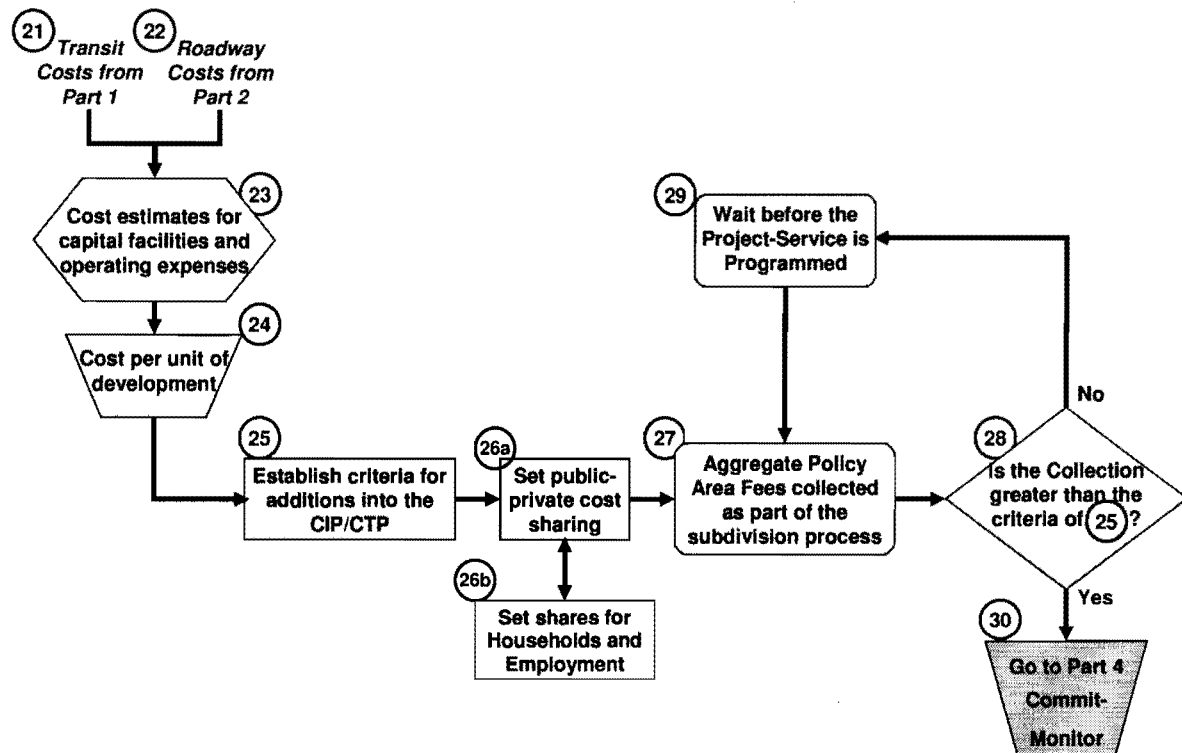 21
Transit
Costs from
Part 1
22
Roadway
Costs from
Part 2
23
Cost estimates for
capital facilities and
operating expenses
24
Cost per unit of
development
25
Establish criteria for
additions into the
CIP/CTP
26a
Set public-
private cost
sharing
26b
Set shares for
Households and
Employment
27
Aggregate Policy
Area Fees collected
as part of the
subdivision process
28
Is the Collection
greater than the
criteria of 25 ?
No
29
Wait before the
Project-Service is
Programmed
Yes
30
Go to Part 4
Commit-
Monitor